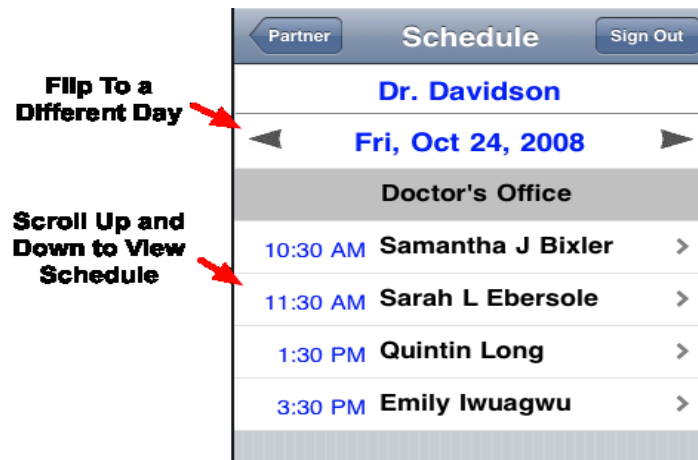 Partner
Schedule
Sign Out
Dr. Davidson
Flip To a
Different Day
Fri, Oct 24, 2008
Doctor's Office
Scroll Up and
Down to View
Schedule
10:30 AM Samantha J Bixler
11:30 AM Sarah L Ebersole
1:30 PM Quintin Long
3:30 PM Emily Iwuagwu